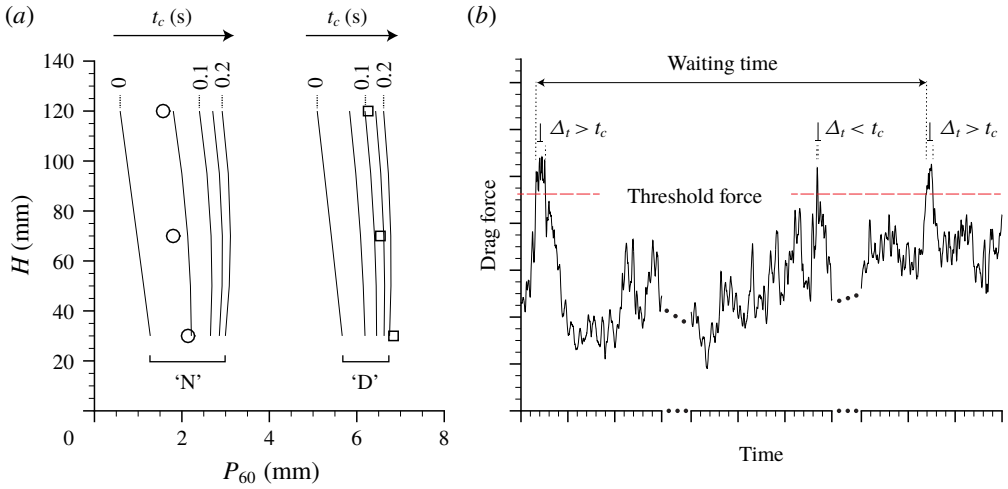 (a)
t_c (s)
t_c (s)
0
0.1
0.2
0
0.1
0.2
140
120
100
80
60
40
20
0
H (mm)
'N'
'D'
2
4
6
8
P_60 (mm)
(b)
Waiting time
Δ_t > t_c
Δ_t < t_c
Δ_t > t_c
Threshold force
Drag force
Time